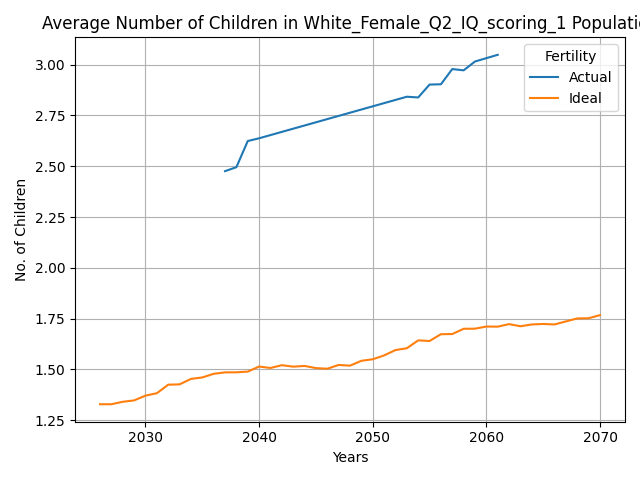 Average Number of Children in White_Female_Q2_IQ_scoring_1 Populati
Fertility
Actual
Ideal
No. of Children
3.00
2.75
2.50
2.25
2.00
1.75
1.50
1.25
2030 2040 2050 2060 2070
Years